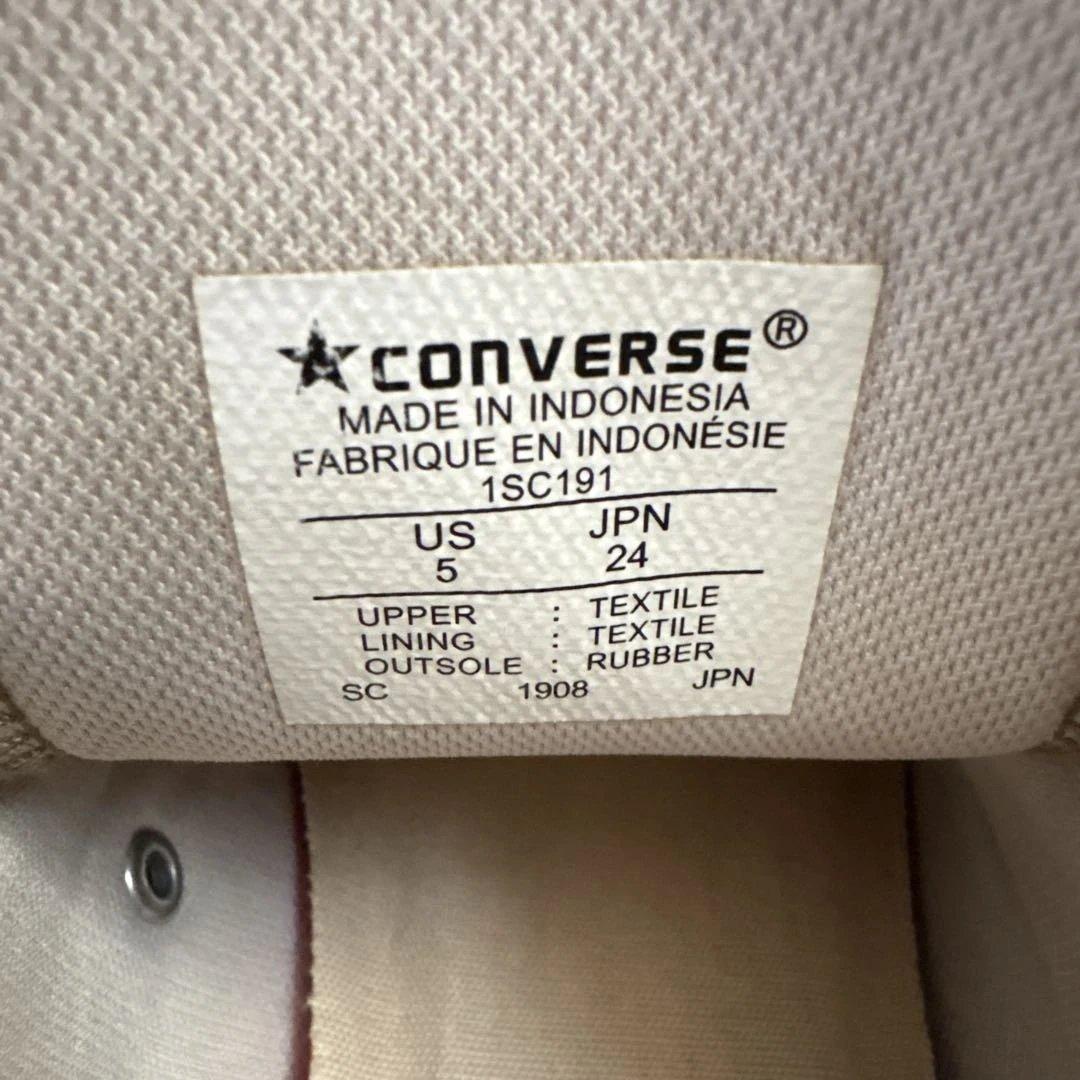 CONVERSE®
MADE IN INDONESIA
FABRIQUE EN INDONÉSIE
1SC191
US JPN
5 24
UPPER : TEXTILE
LINING : TEXTILE
OUTSOLE : RUBBER
SC 1908 JPN